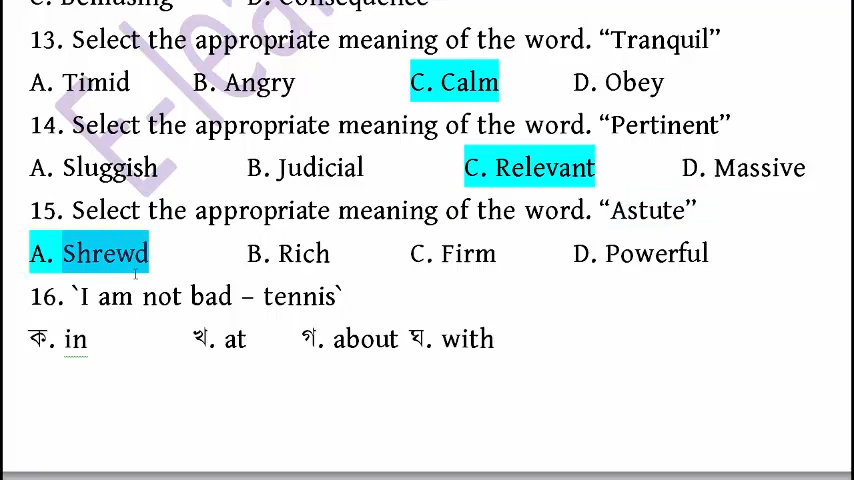 C. Bemusing D. Consequence
13. Select the appropriate meaning of the word. “Tranquil”
A. Timid B. Angry C. Calm D. Obey
14. Select the appropriate meaning of the word. “Pertinent”
A. Sluggish B. Judicial C. Relevant D. Massive
15. Select the appropriate meaning of the word. “Astute”
A. Shrewd B. Rich C. Firm D. Powerful
16. `I am not bad – tennis`
ক. in খ. at গ. about ঘ. with